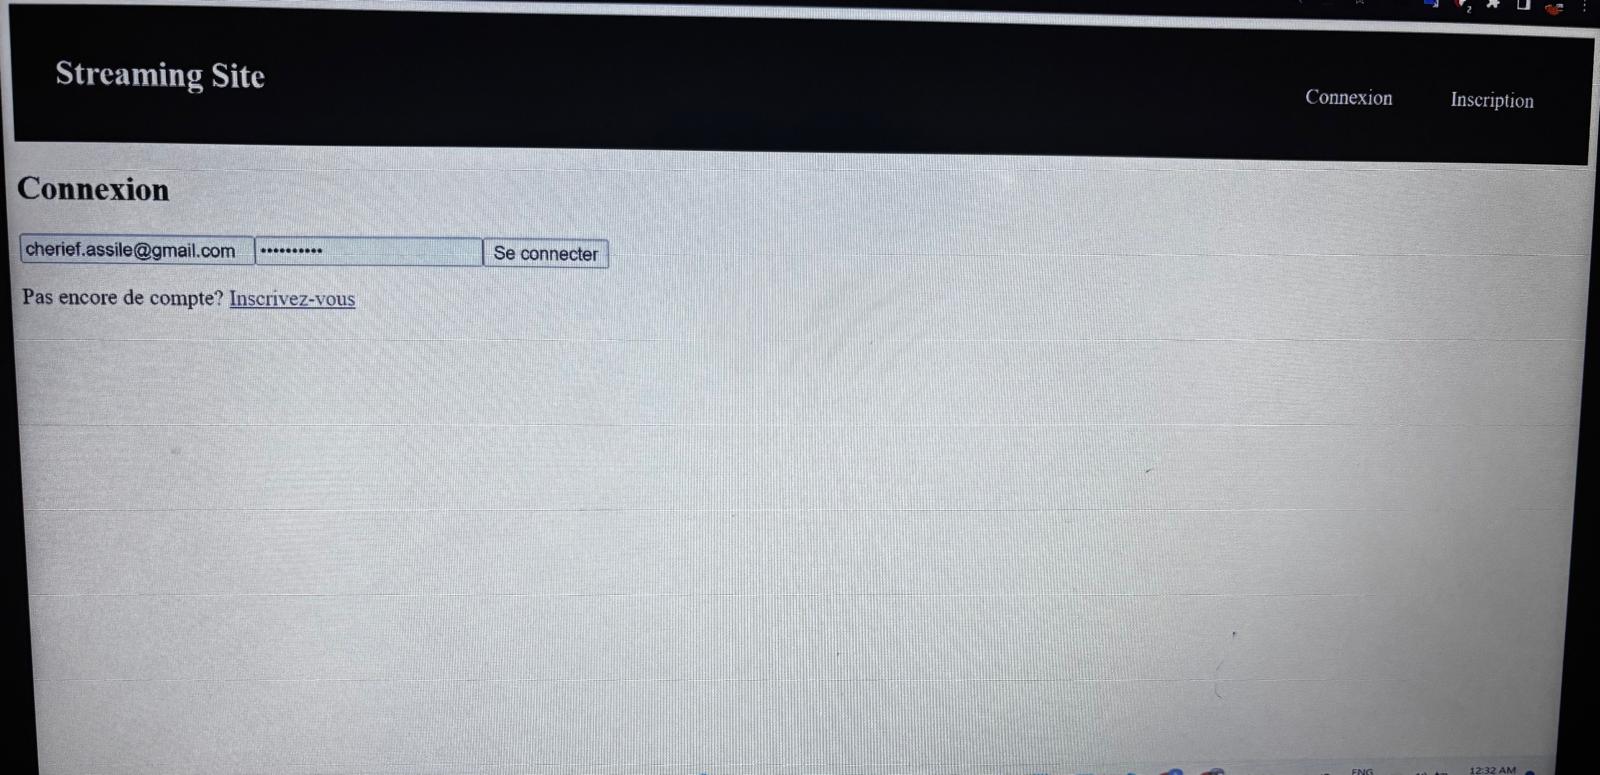 2
Streaming Site
Connexion
Inscription
Connexion
cherief.assile@gmail.com •••••••••• Se connecter
Pas encore de compte? Inscrivez-vous
ENG
12:32 AM